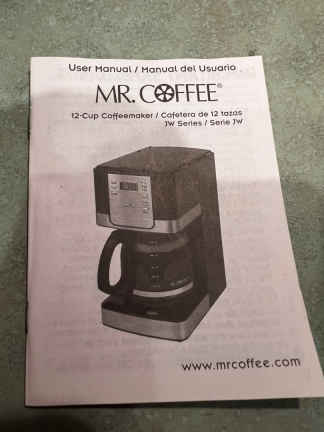 User Manual / Manual del Usuario
MR. COFFEE®
12-Cup Coffeemaker / Cafetera de 12 tazas
JW Series / Serie JW
www.mrcoffee.com